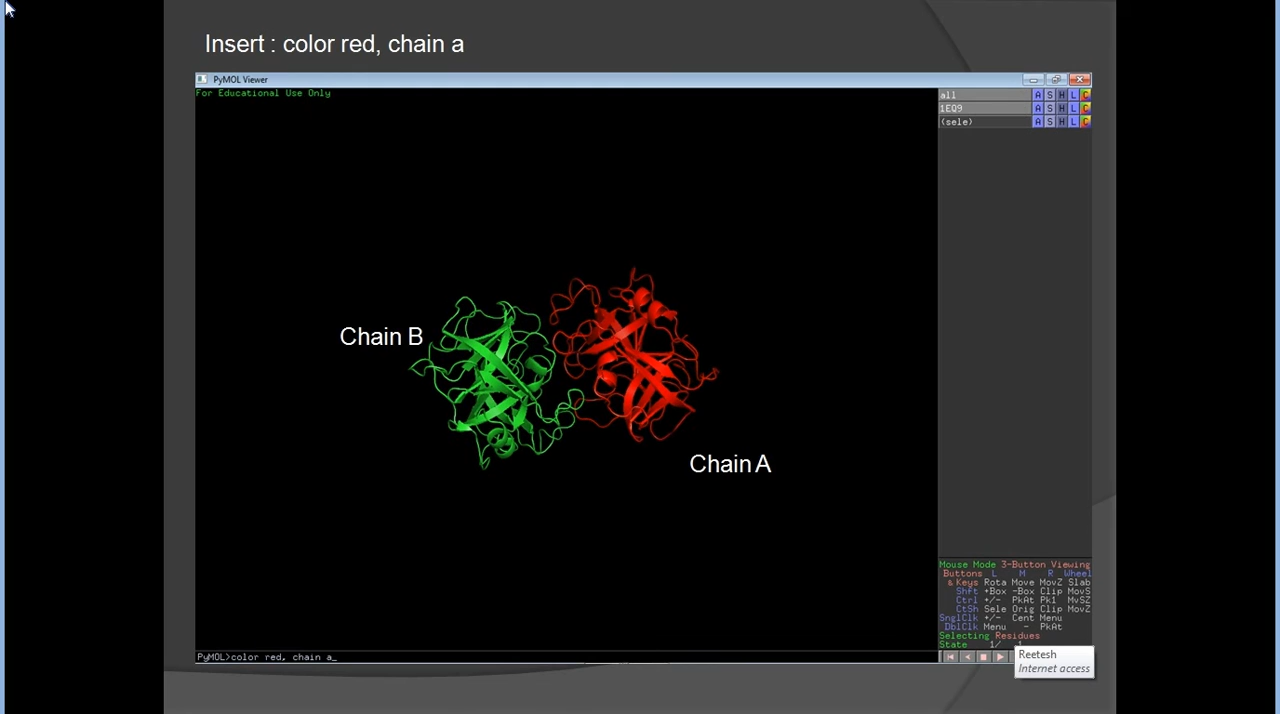 Insert : color red, chain a
PyMOL Viewer
For Educational Use Only
all A S H L C
1EQ9 A S H L C
(sele) A S H L C
Chain B
Chain A
Mouse Mode 3-Button Viewing
Buttons L M R Wheel
& Keys Rota Move MovZ Slab
Shft +Box -Box Clip MovS
Ctrl +/- PkAt Pk1 MvSZ
CtSh Sele Orig Clip MovZ
SnglClk +/- Cent Menu
DblClk Menu - PkAt
Selecting Residues
State 1/ 1
PyMOL>color red, chain a_
Reetesh
Internet access